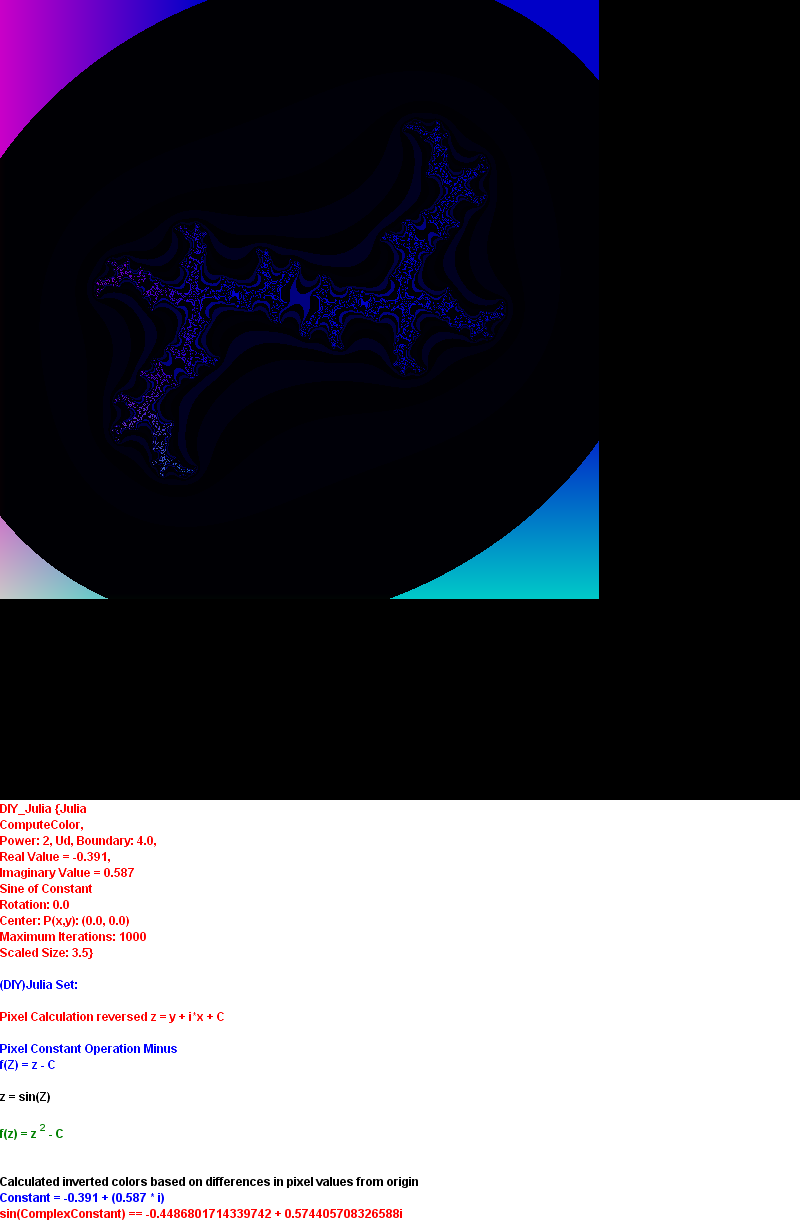 DIY_Julia {Julia
ComputeColor,
Power: 2, Ud, Boundary: 4.0,
Real Value = -0.391,
Imaginary Value = 0.587
Sine of Constant
Rotation: 0.0
Center: P(x,y): (0.0, 0.0)
Maximum Iterations: 1000
Scaled Size: 3.5}
(DIY)Julia Set:
Pixel Calculation reversed z = y + i*x + C
Pixel Constant Operation Minus
f(Z) = z - C
z = sin(Z)
f(z) = z 2 - C
Calculated inverted colors based on differences in pixel values from origin
Constant = -0.391 + (0.587 * i)
sin(ComplexConstant) == -0.4486801714339742 + 0.574405708326588i